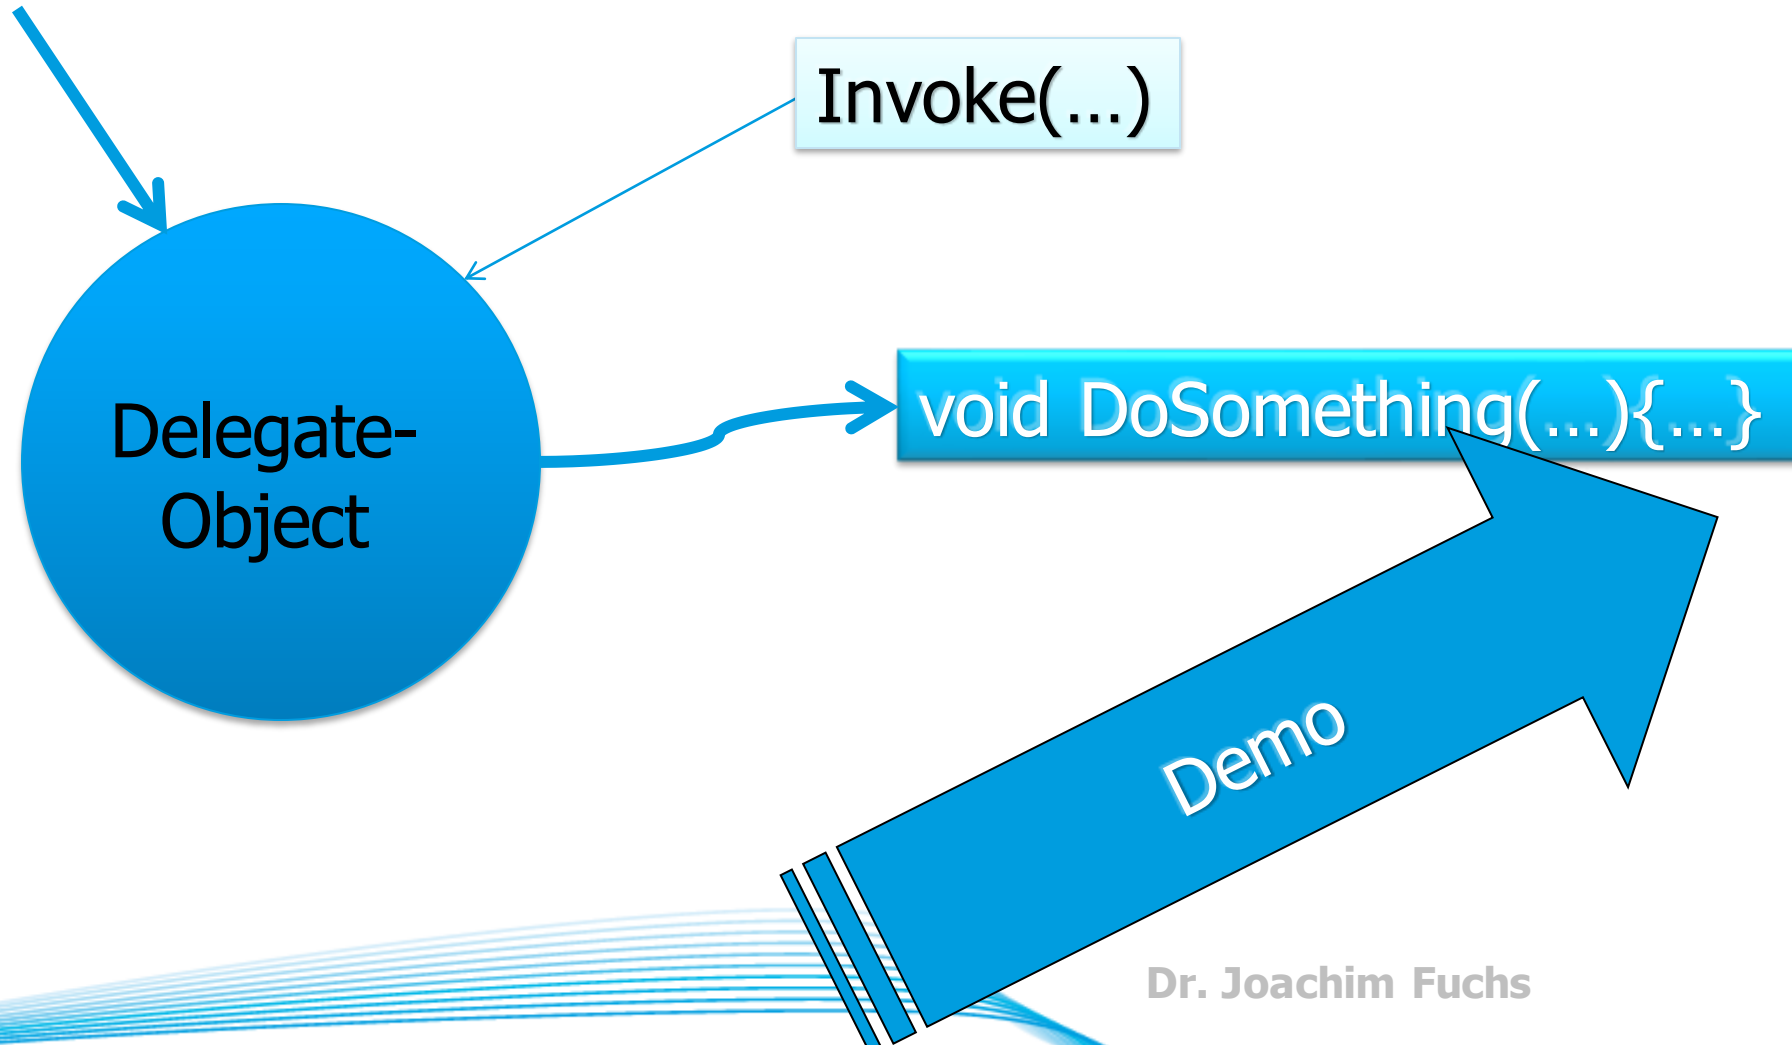 Invoke(…)
void DoSomething(…){…}
Delegate-
Object
Demo
Dr. Joachim Fuchs